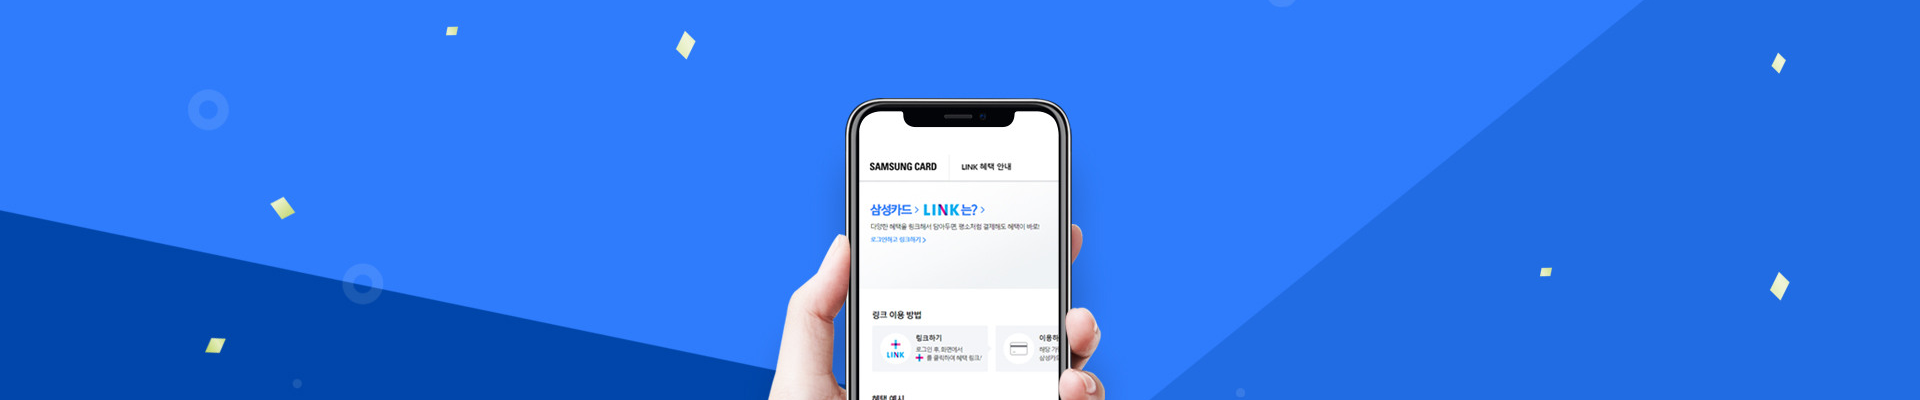 SAMSUNG CARD LINK 혜택 안내
삼성카드 > LINK는? >
다양한 혜택을 링크해서 담아두면, 평소처럼 결제해도 혜택이 바로!
로그인하고 링크하기 >
링크 이용 방법
링크하기
로그인 후, 화면에서
를 클릭하여 혜택 링크!
LINK
이용하
해당 가
삼성카드
혜택 예시